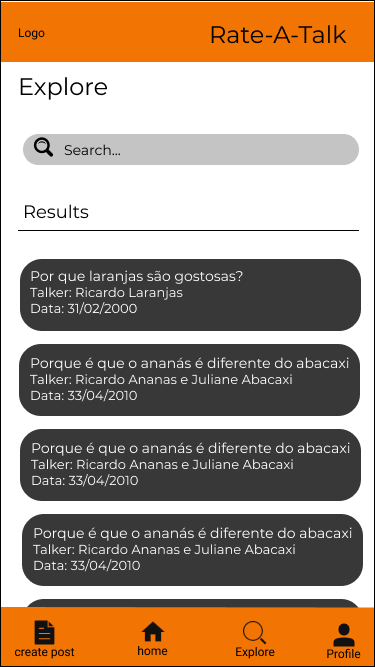 Logo
Rate-A-Talk
Explore
Search...
Results
Por que laranjas são gostosas?
Talker: Ricardo Laranjas
Data: 31/02/2000
Porque é que o ananás é diferente do abacaxi
Talker: Ricardo Ananas e Juliane Abacaxi
Data: 33/04/2010
Porque é que o ananás é diferente do abacaxi
Talker: Ricardo Ananas e Juliane Abacaxi
Data: 33/04/2010
Porque é que o ananás é diferente do abacaxi
Talker: Ricardo Ananas e Juliane Abacaxi
Data: 33/04/2010
create post
home
Explore
Profile